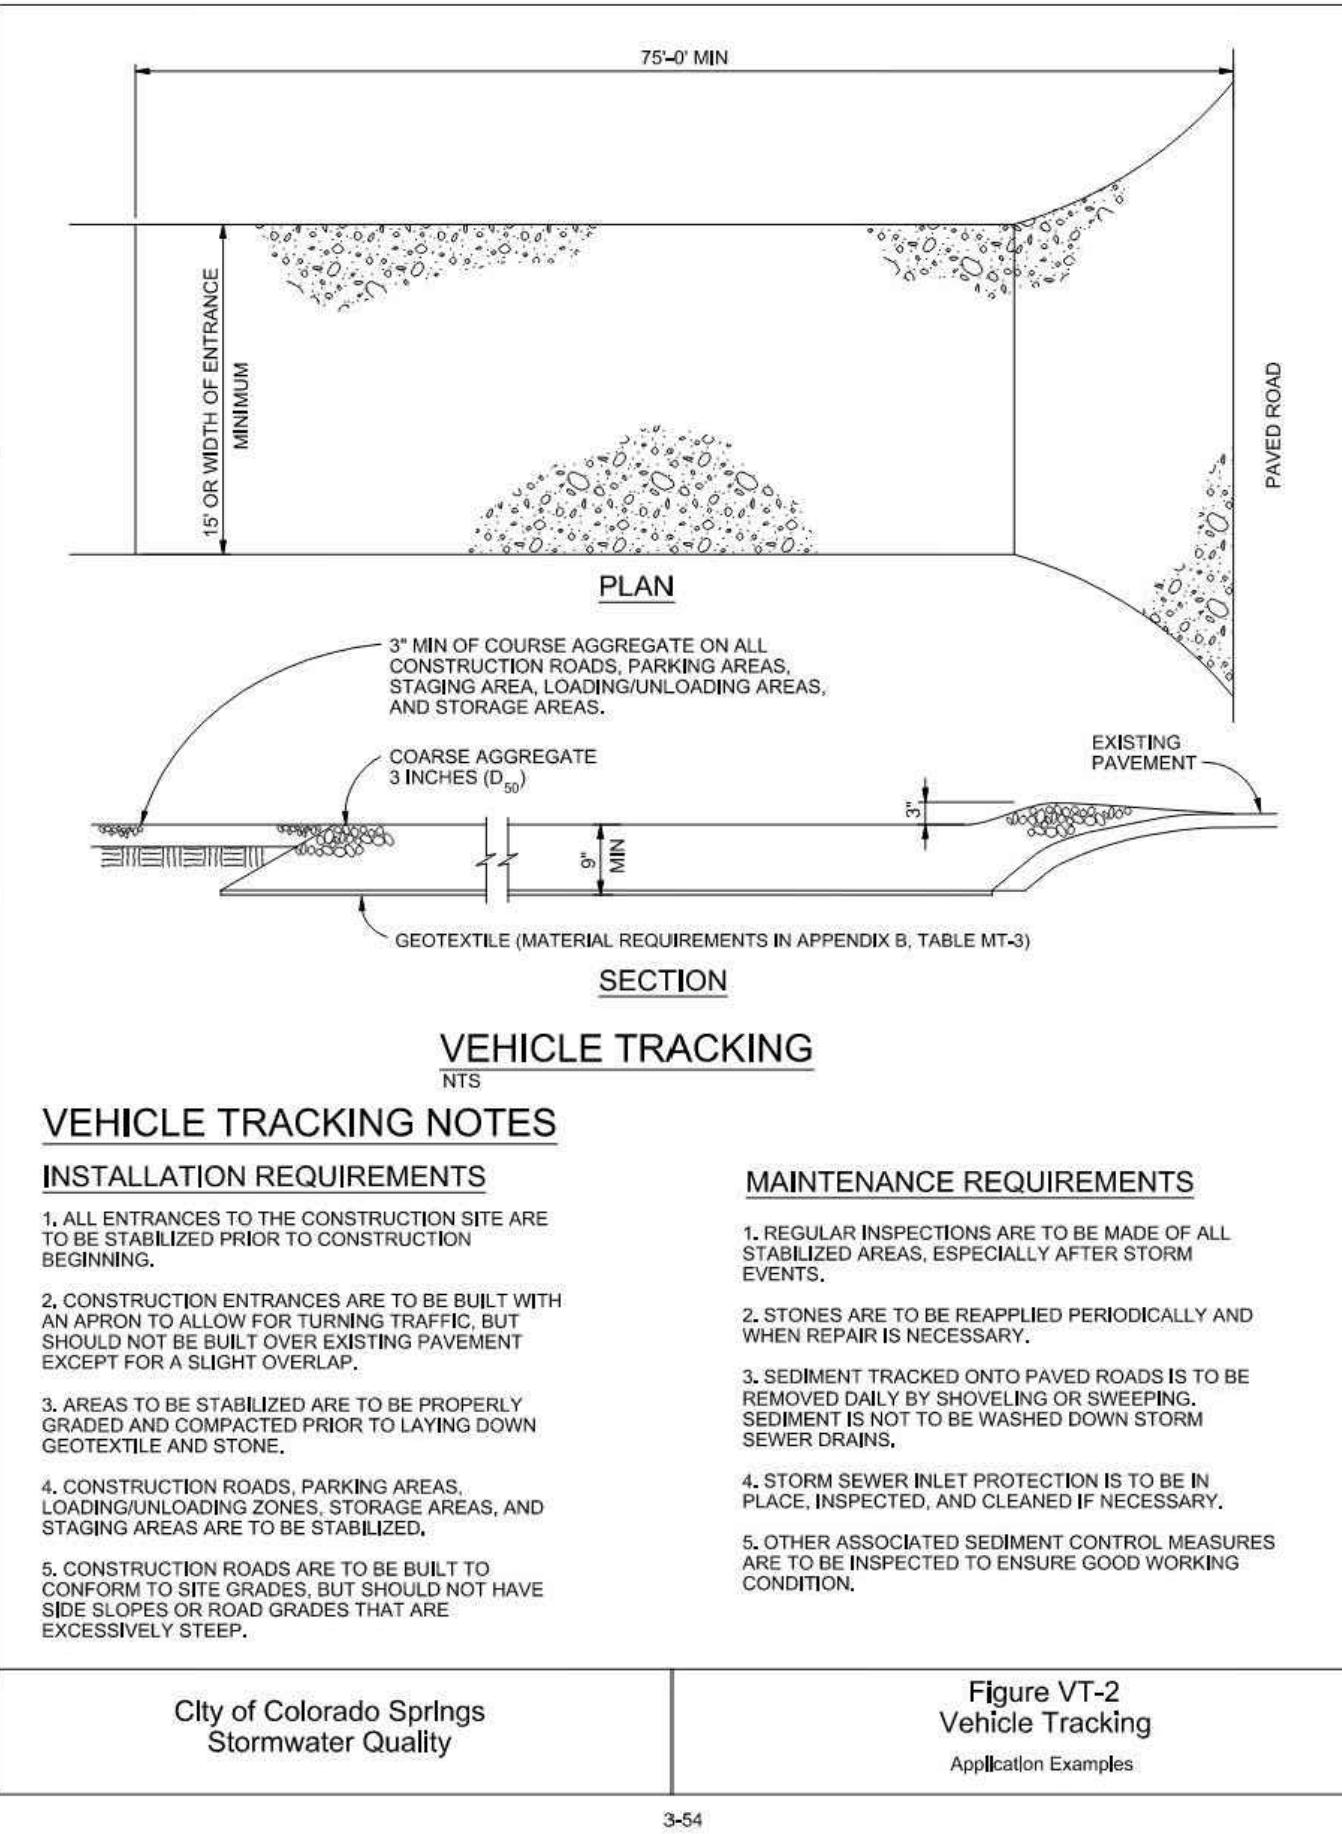 75'-0' MIN
15' OR WIDTH OF ENTRANCE
MINIMUM
PAVED ROAD
PLAN
3" MIN OF COURSE AGGREGATE ON ALL
CONSTRUCTION ROADS, PARKING AREAS,
STAGING AREA, LOADING/UNLOADING AREAS,
AND STORAGE AREAS.
COARSE AGGREGATE
3 INCHES (D50)
EXISTING
PAVEMENT
3"
9"
MIN
GEOTEXTILE (MATERIAL REQUIREMENTS IN APPENDIX B, TABLE MT-3)
SECTION
VEHICLE TRACKING
NTS
VEHICLE TRACKING NOTES
INSTALLATION REQUIREMENTS
1. ALL ENTRANCES TO THE CONSTRUCTION SITE ARE
TO BE STABILIZED PRIOR TO CONSTRUCTION
BEGINNING.
2. CONSTRUCTION ENTRANCES ARE TO BE BUILT WITH
AN APRON TO ALLOW FOR TURNING TRAFFIC, BUT
SHOULD NOT BE BUILT OVER EXISTING PAVEMENT
EXCEPT FOR A SLIGHT OVERLAP.
3. AREAS TO BE STABILIZED ARE TO BE PROPERLY
GRADED AND COMPACTED PRIOR TO LAYING DOWN
GEOTEXTILE AND STONE.
4. CONSTRUCTION ROADS, PARKING AREAS,
LOADING/UNLOADING ZONES, STORAGE AREAS, AND
STAGING AREAS ARE TO BE STABILIZED.
5. CONSTRUCTION ROADS ARE TO BE BUILT TO
CONFORM TO SITE GRADES, BUT SHOULD NOT HAVE
SIDE SLOPES OR ROAD GRADES THAT ARE
EXCESSIVELY STEEP.
MAINTENANCE REQUIREMENTS
1. REGULAR INSPECTIONS ARE TO BE MADE OF ALL
STABILIZED AREAS, ESPECIALLY AFTER STORM
EVENTS.
2. STONES ARE TO BE REAPPLIED PERIODICALLY AND
WHEN REPAIR IS NECESSARY.
3. SEDIMENT TRACKED ONTO PAVED ROADS IS TO BE
REMOVED DAILY BY SHOVELING OR SWEEPING.
SEDIMENT IS NOT TO BE WASHED DOWN STORM
SEWER DRAINS.
4. STORM SEWER INLET PROTECTION IS TO BE IN
PLACE, INSPECTED, AND CLEANED IF NECESSARY.
5. OTHER ASSOCIATED SEDIMENT CONTROL MEASURES
ARE TO BE INSPECTED TO ENSURE GOOD WORKING
CONDITION.
City of Colorado Springs
Stormwater Quality
Figure VT-2
Vehicle Tracking
Application Examples
3-54